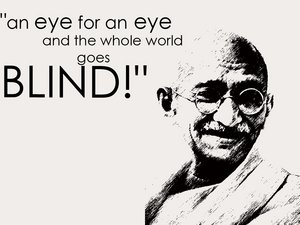 "an eye for an eye
and the whole world
goes
BLIND!"